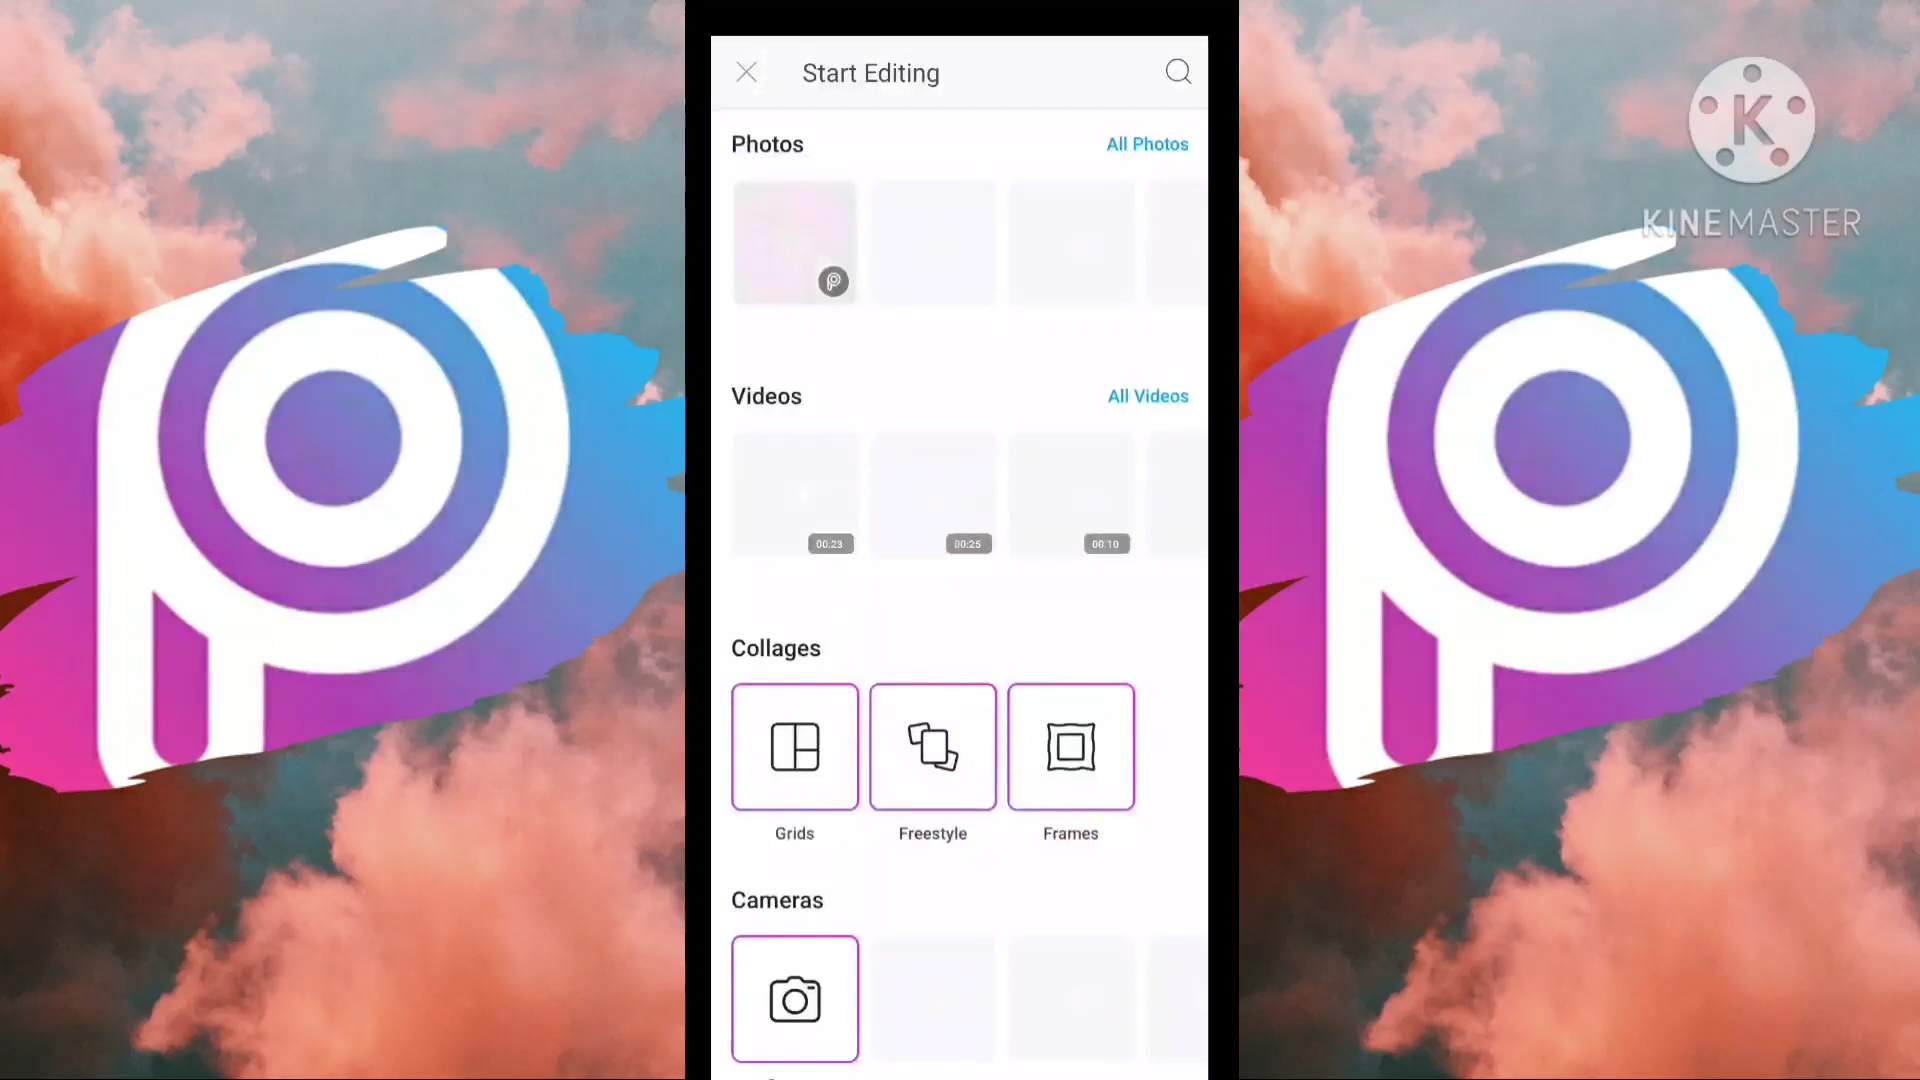 Start Editing
Photos
All Photos
Videos
All Videos
00:23
00:25
00:10
Collages
Grids
Freestyle
Frames
Cameras
K
KINEMASTER